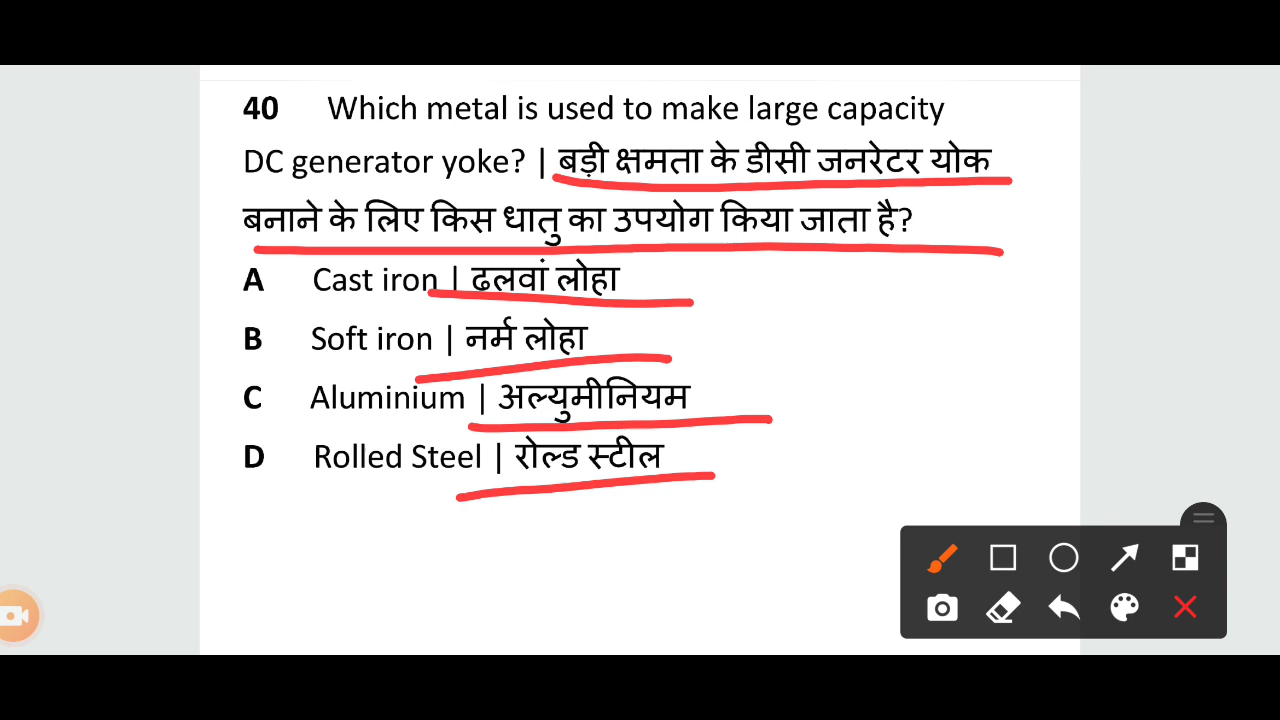 40 Which metal is used to make large capacity
DC generator yoke? | बड़ी क्षमता के डीसी जनरेटर योक
बनाने के लिए किस धातु का उपयोग किया जाता है?
A Cast iron | ढलवां लोहा
B Soft iron | नर्म लोहा
C Aluminium | अल्युमीनियम
D Rolled Steel | रोल्ड स्टील